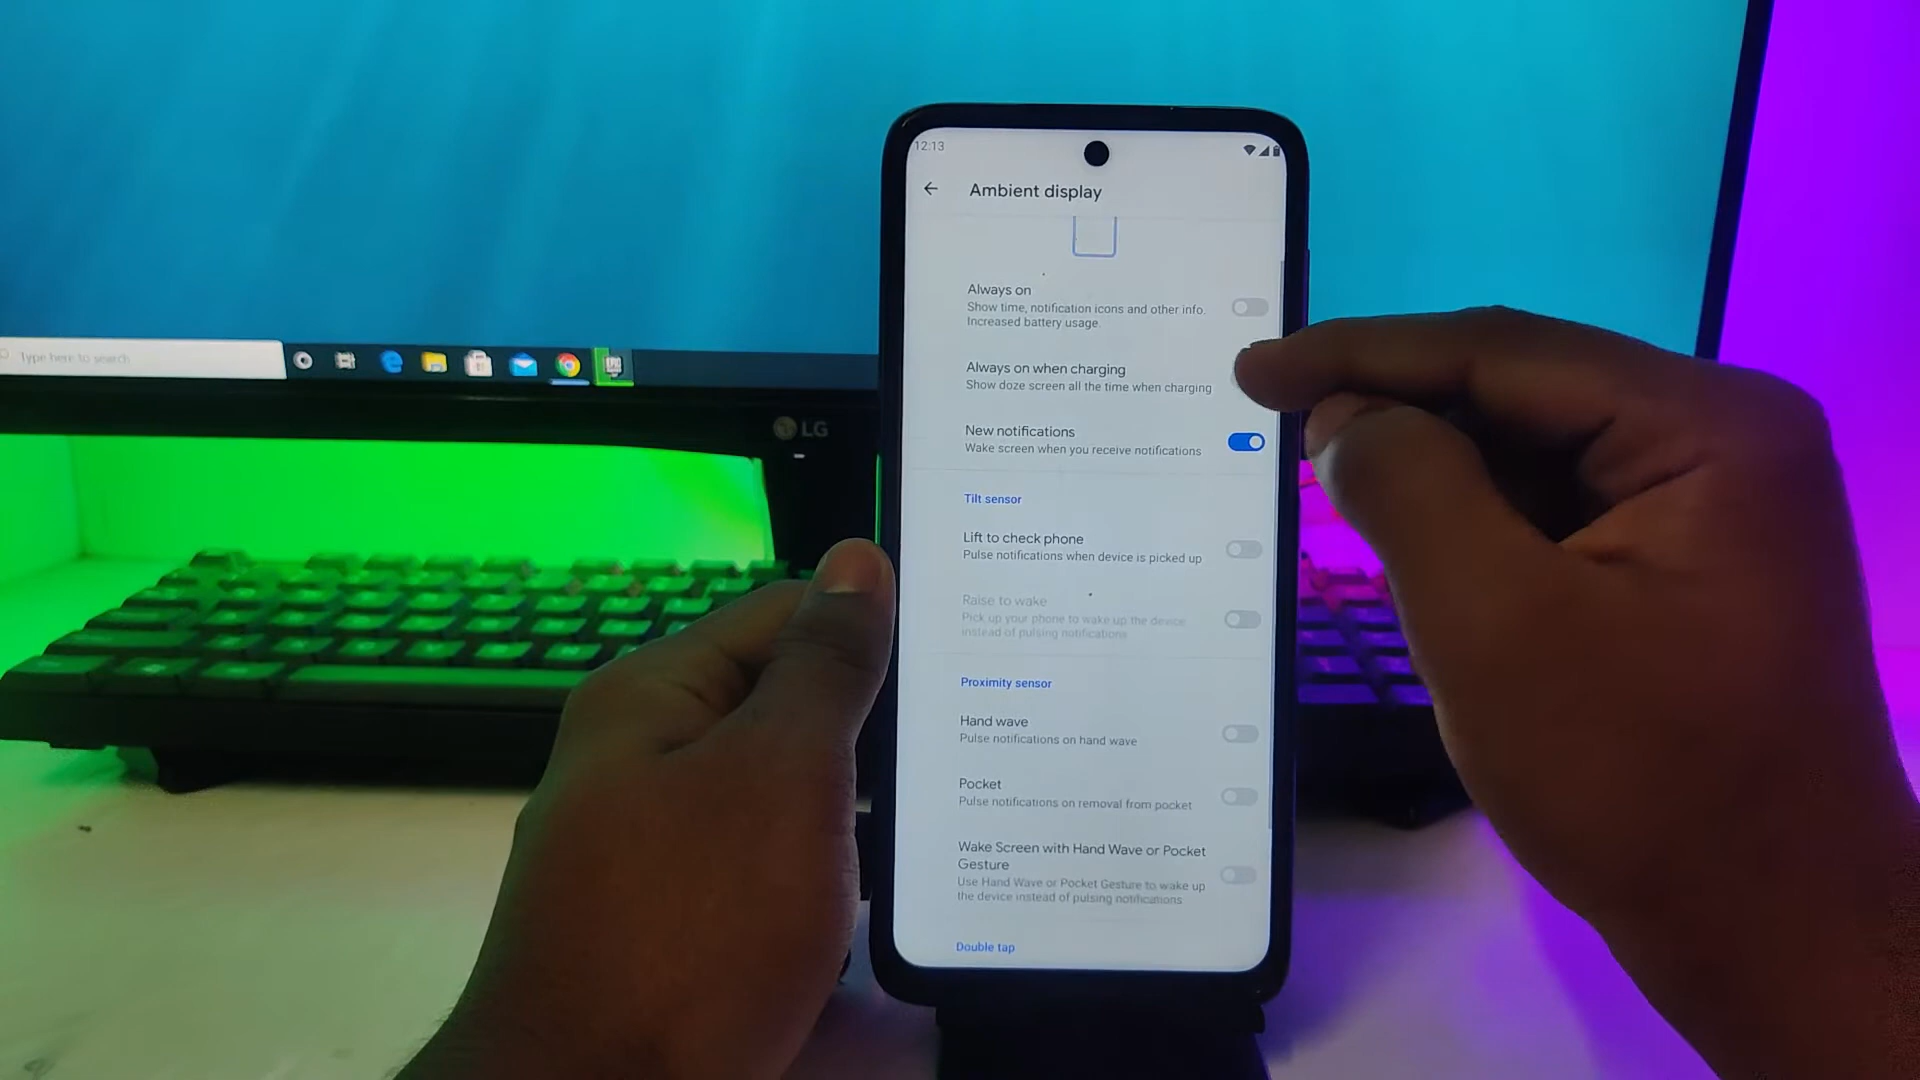 12:13
Ambient display
Always on
Show time, notification icons and other info.
Increased battery usage.
Type here to search
Always on when charging
Show doze screen all the time when charging
LG
New notifications
Wake screen when you receive notifications
Tilt sensor
Lift to check phone
Pulse notifications when device is picked up
Raise to wake
Pick up your phone to wake up the device
instead of pulsing notifications
Proximity sensor
Hand wave
Pulse notifications on hand wave
Pocket
Pulse notifications on removal from pocket
Wake Screen with Hand Wave or Pocket
Gesture
Use Hand Wave or Pocket Gesture to wake up
the device instead of pulsing notifications
Double tap